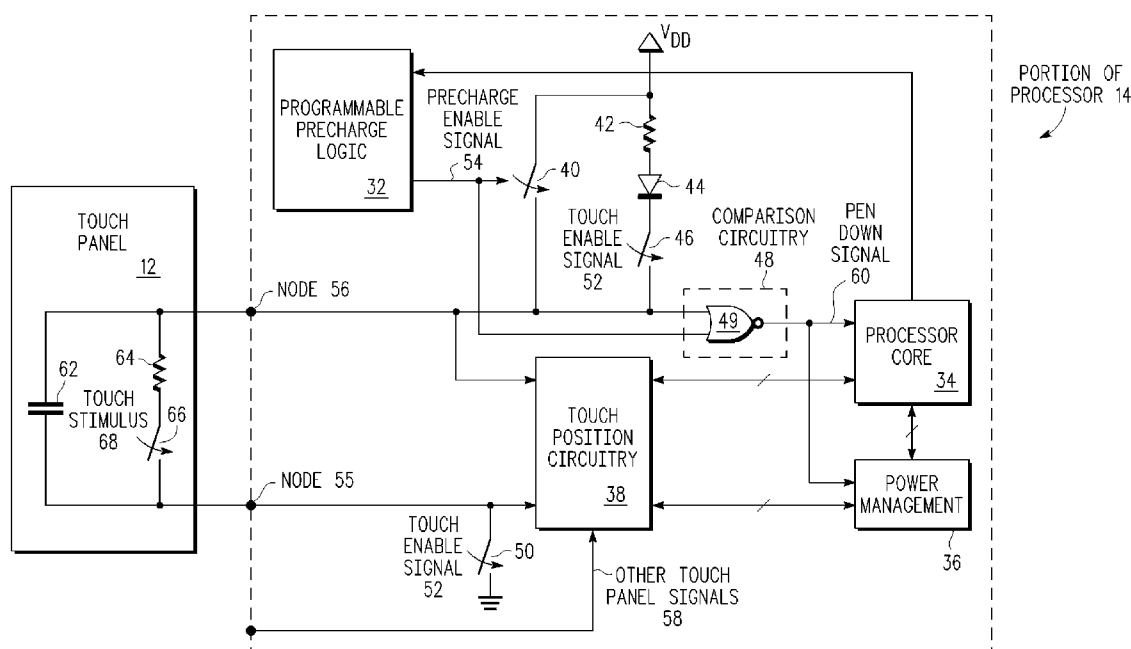 VDD
PORTION OF
PROCESSOR 14
PROGRAMMABLE
PRECHARGE
LOGIC
32
PRECHARGE
ENABLE
SIGNAL
54
40
42
44
TOUCH
ENABLE
SIGNAL
52
46
COMPARISON
CIRCUITRY
48
PEN
DOWN
SIGNAL
60
TOUCH
PANEL
12
NODE 56
49
PROCESSOR
CORE
34
62
64
TOUCH
STIMULUS
68
66
TOUCH
POSITION
CIRCUITRY
38
NODE 55
POWER
MANAGEMENT
36
TOUCH
ENABLE
SIGNAL
52
50
OTHER TOUCH
PANEL SIGNALS
58